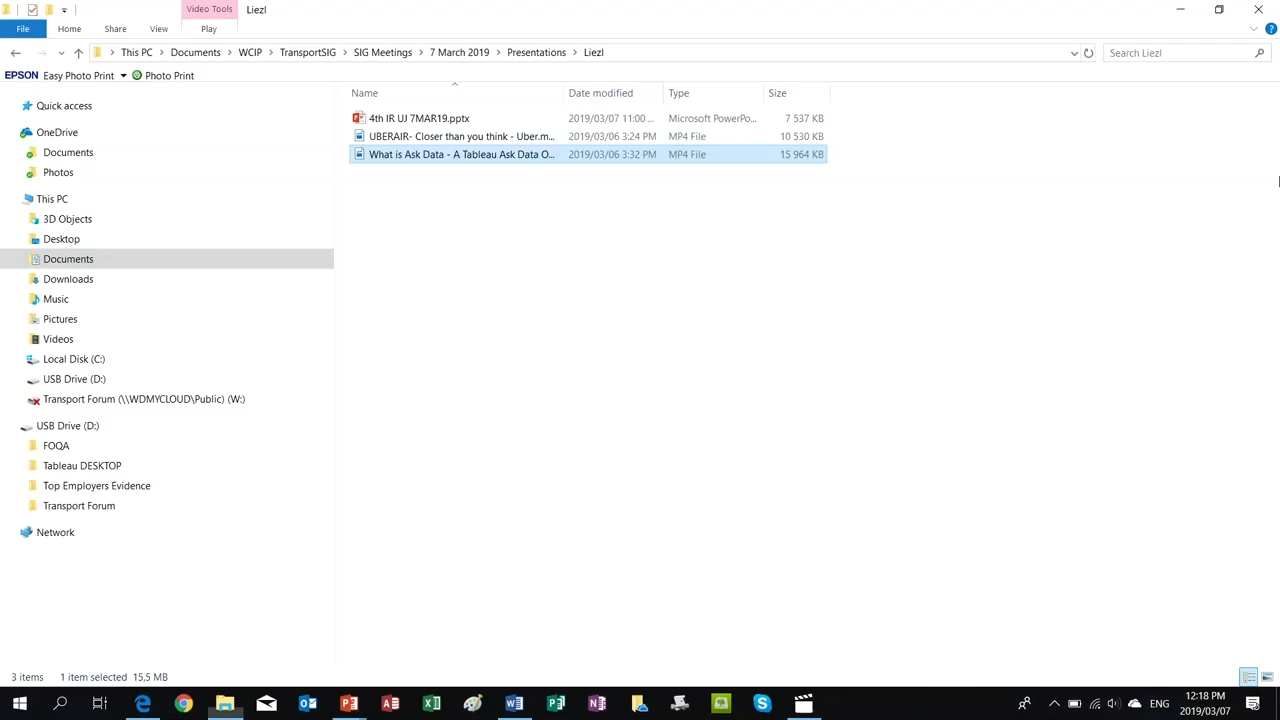 Video Tools Liezl
File Home Share View Play
This PC Documents WCIP TransportSIG SIG Meetings 7 March 2019 Presentations Liezl Search Liezl
EPSON Easy Photo Print Photo Print
Name Date modified Type Size
4th IR UJ 7MAR19.pptx 2019/03/07 11:00 ... Microsoft PowerPo... 7 537 KB
UBERAIR- Closer than you think - Uber.m... 2019/03/06 3:24 PM MP4 File 10 530 KB
What is Ask Data - A Tableau Ask Data O... 2019/03/06 3:32 PM MP4 File 15 964 KB
Quick access
OneDrive
Documents
Photos
This PC
3D Objects
Desktop
Documents
Downloads
Music
Pictures
Videos
Local Disk (C:)
USB Drive (D:)
Transport Forum (\\WDMYCLOUD\Public) (W:)
USB Drive (D:)
FOQA
Tableau DESKTOP
Top Employers Evidence
Transport Forum
Network
3 items 1 item selected 15,5 MB
ENG 12:18 PM
2019/03/07